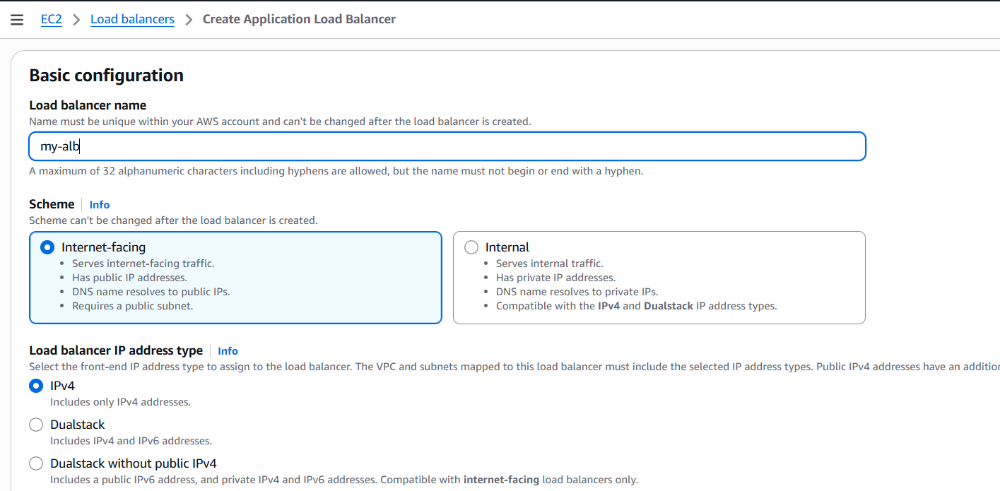 EC2 > Load balancers > Create Application Load Balancer
Basic configuration
Load balancer name
Name must be unique within your AWS account and can't be changed after the load balancer is created.
my-alb
A maximum of 32 alphanumeric characters including hyphens are allowed, but the name must not begin or end with a hyphen.
Scheme | Info
Scheme can't be changed after the load balancer is created.
Internet-facing
• Serves internet-facing traffic.
• Has public IP addresses.
• DNS name resolves to public IPs.
• Requires a public subnet.
Internal
• Serves internal traffic.
• Has private IP addresses.
• DNS name resolves to private IPs.
• Compatible with the IPv4 and Dualstack IP address types.
Load balancer IP address type | Info
Select the front-end IP address type to assign to the load balancer. The VPC and subnets mapped to this load balancer must include the selected IP address types. Public IPv4 addresses have an
IPv4
Includes only IPv4 addresses.
Dualstack
Includes IPv4 and IPv6 addresses.
Dualstack without public IPv4
Includes a public IPv6 address, and private IPv4 and IPv6 addresses. Compatible with internet-facing load balancers only.